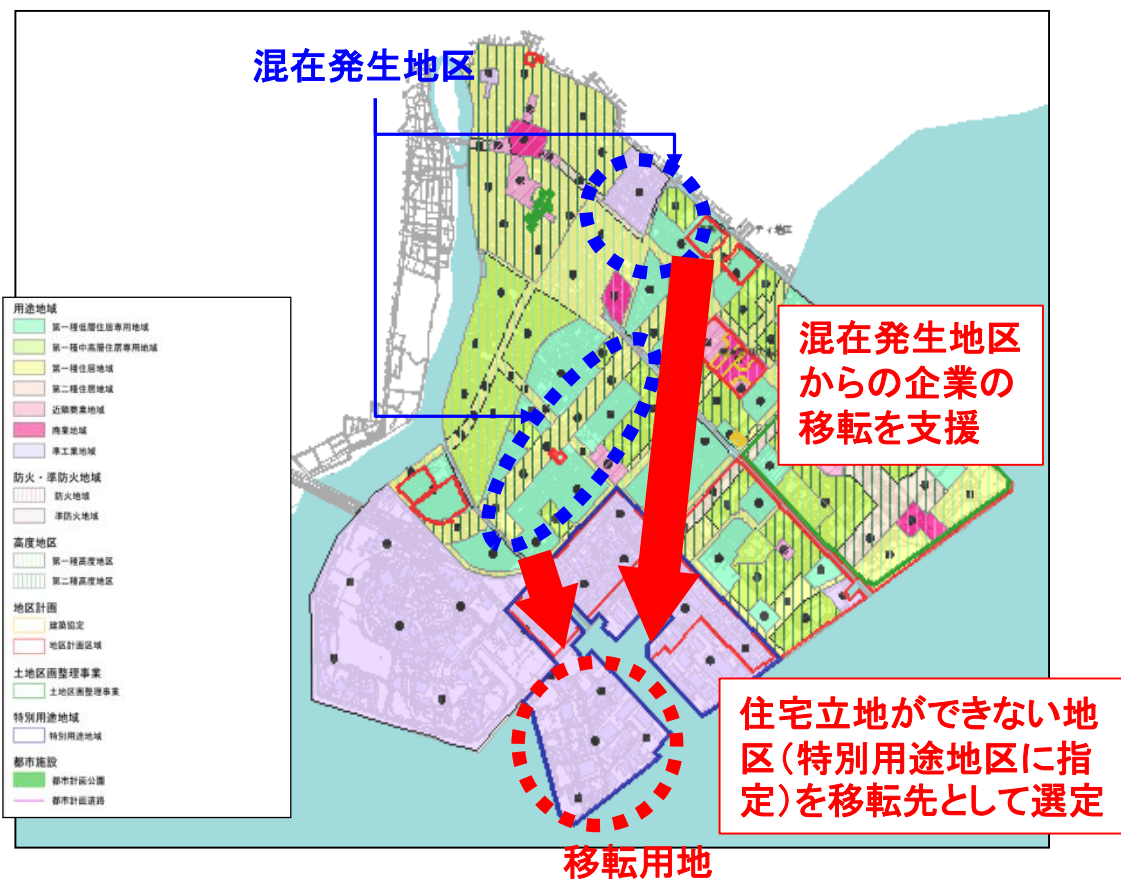 混在発生地区
ティ地区
用途地域
第一種低層住居専用地域
第一種中高層住居専用地域
第一種住居地域
第二種住居地域
近隣商業地域
商業地域
準工業地域
防火・準防火地域
防火地域
準防火地域
高度地区
第一種高度地区
第二種高度地区
地区計画
建築協定
地区計画区域
土地区画整理事業
土地区画整理事業
特別用途地域
特別用途地域
都市施設
都市計画公園
都市計画道路
混在発生地区
からの企業の
移転を支援
住宅立地ができない地
区(特別用途地区に指
定)を移転先として選定
移転用地